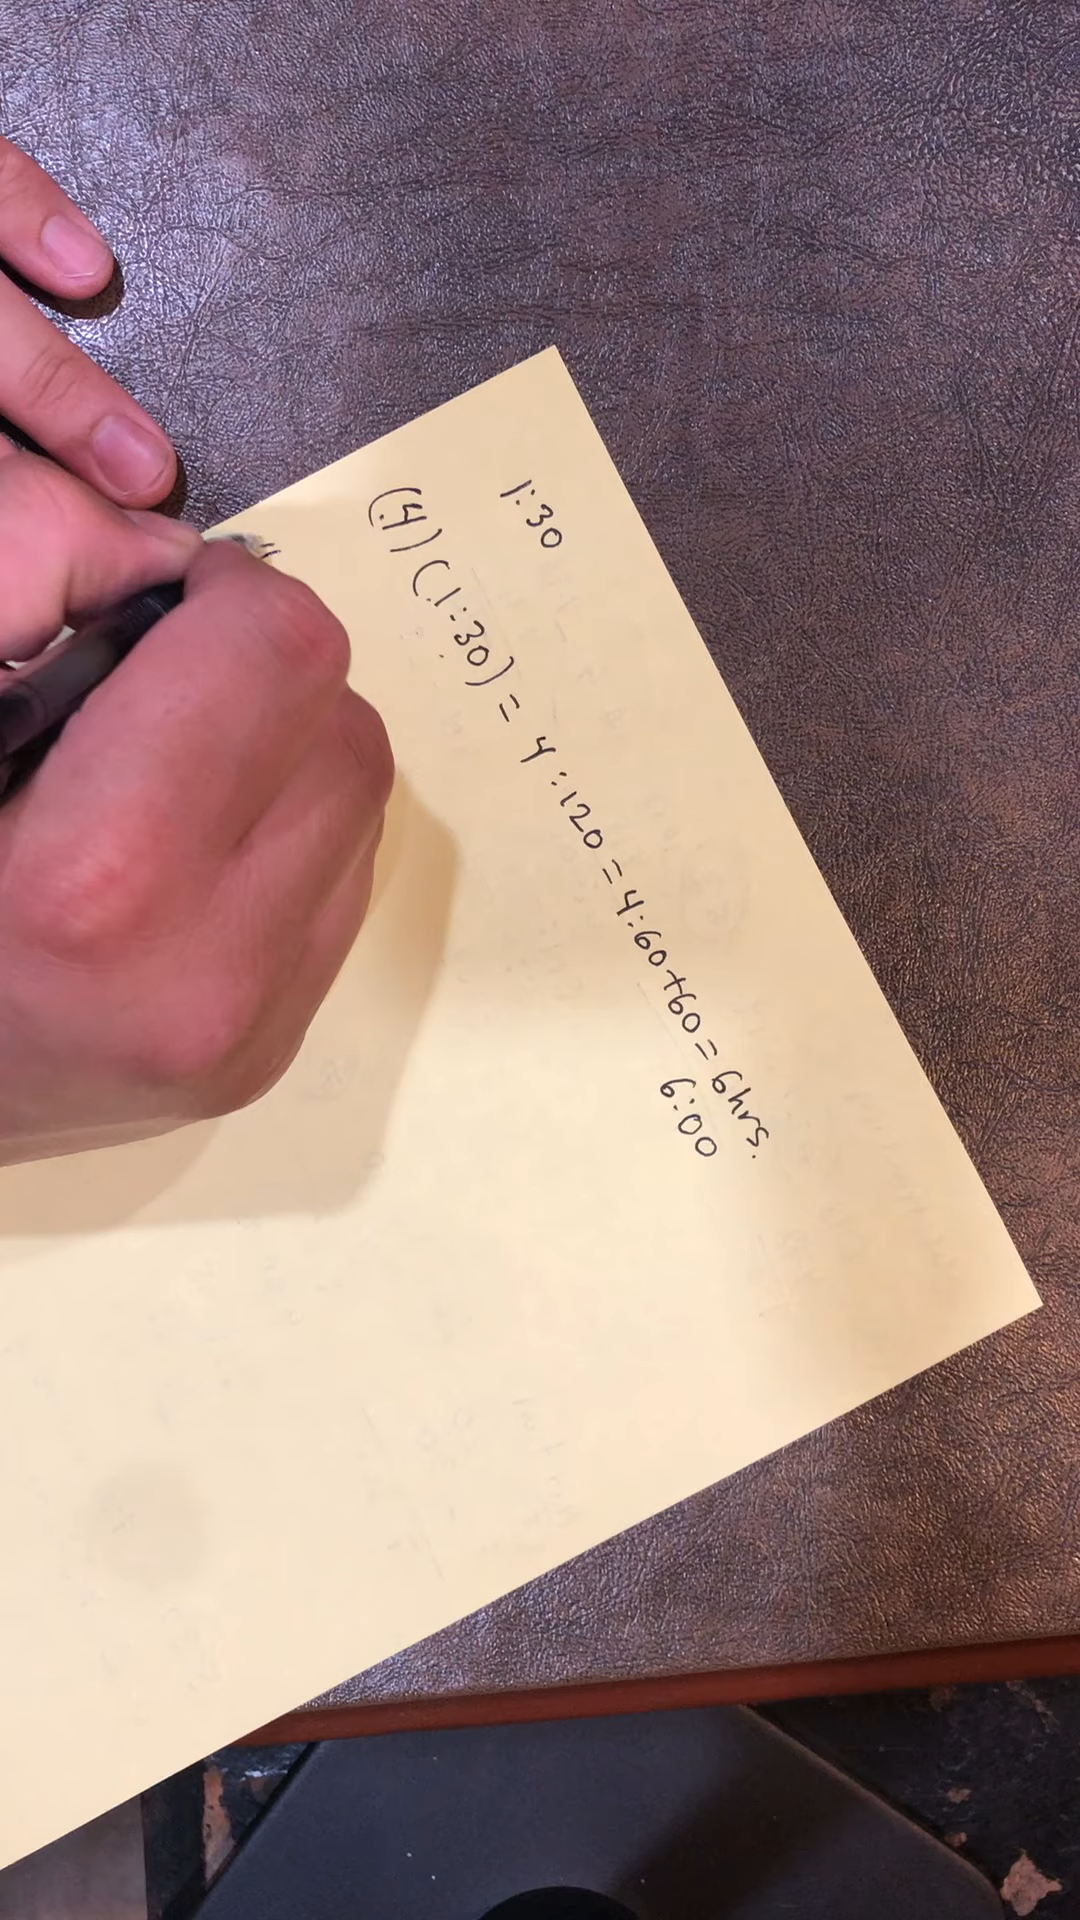 1:30
(.4)(.1:30) = 4:120 = 4:60+60 = 6hrs.
6:00
"